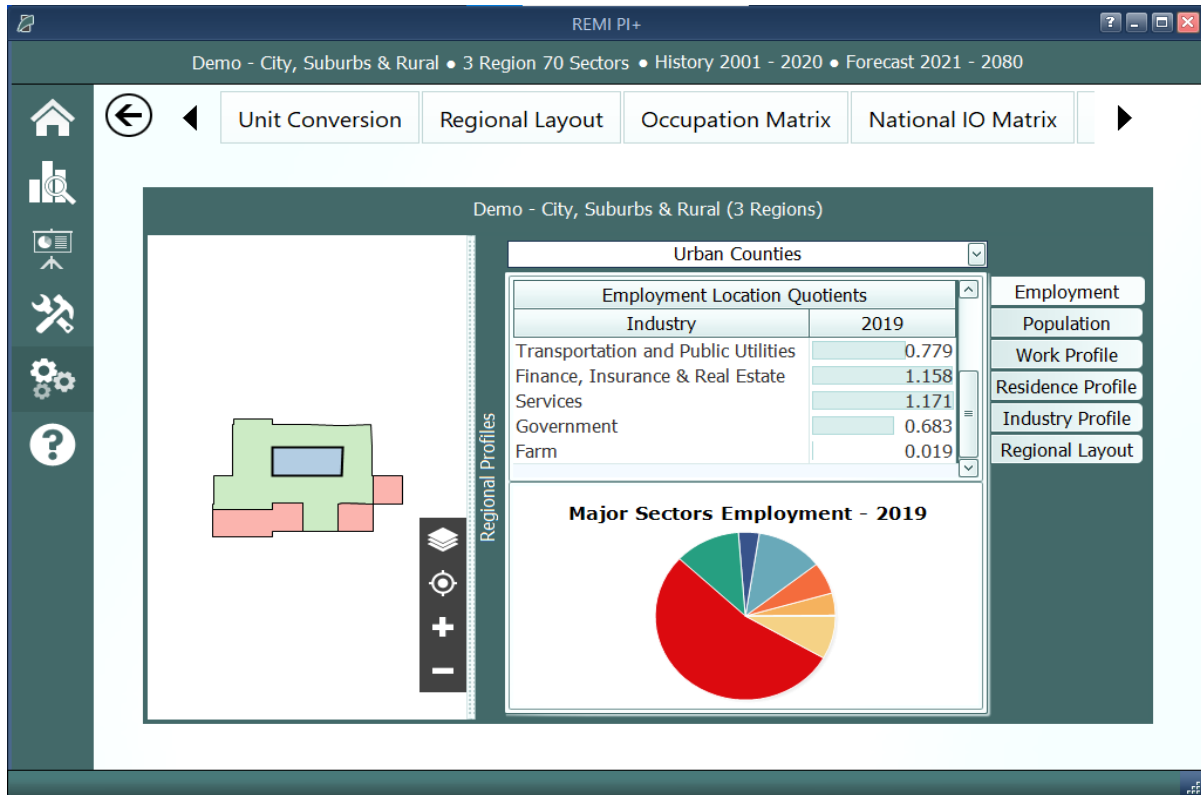 REMI PI+
?
Demo - City, Suburbs & Rural ● 3 Region 70 Sectors ● History 2001 - 2020 ● Forecast 2021 - 2080
Unit Conversion
Regional Layout
Occupation Matrix
National IO Matrix
Demo - City, Suburbs & Rural (3 Regions)
Regional Profiles
Urban Counties
Employment Location Quotients
Industry 2019
Transportation and Public Utilities 0.779
Finance, Insurance & Real Estate 1.158
Services 1.171
Government 0.683
Farm 0.019
Major Sectors Employment - 2019
Employment
Population
Work Profile
Residence Profile
Industry Profile
Regional Layout
?